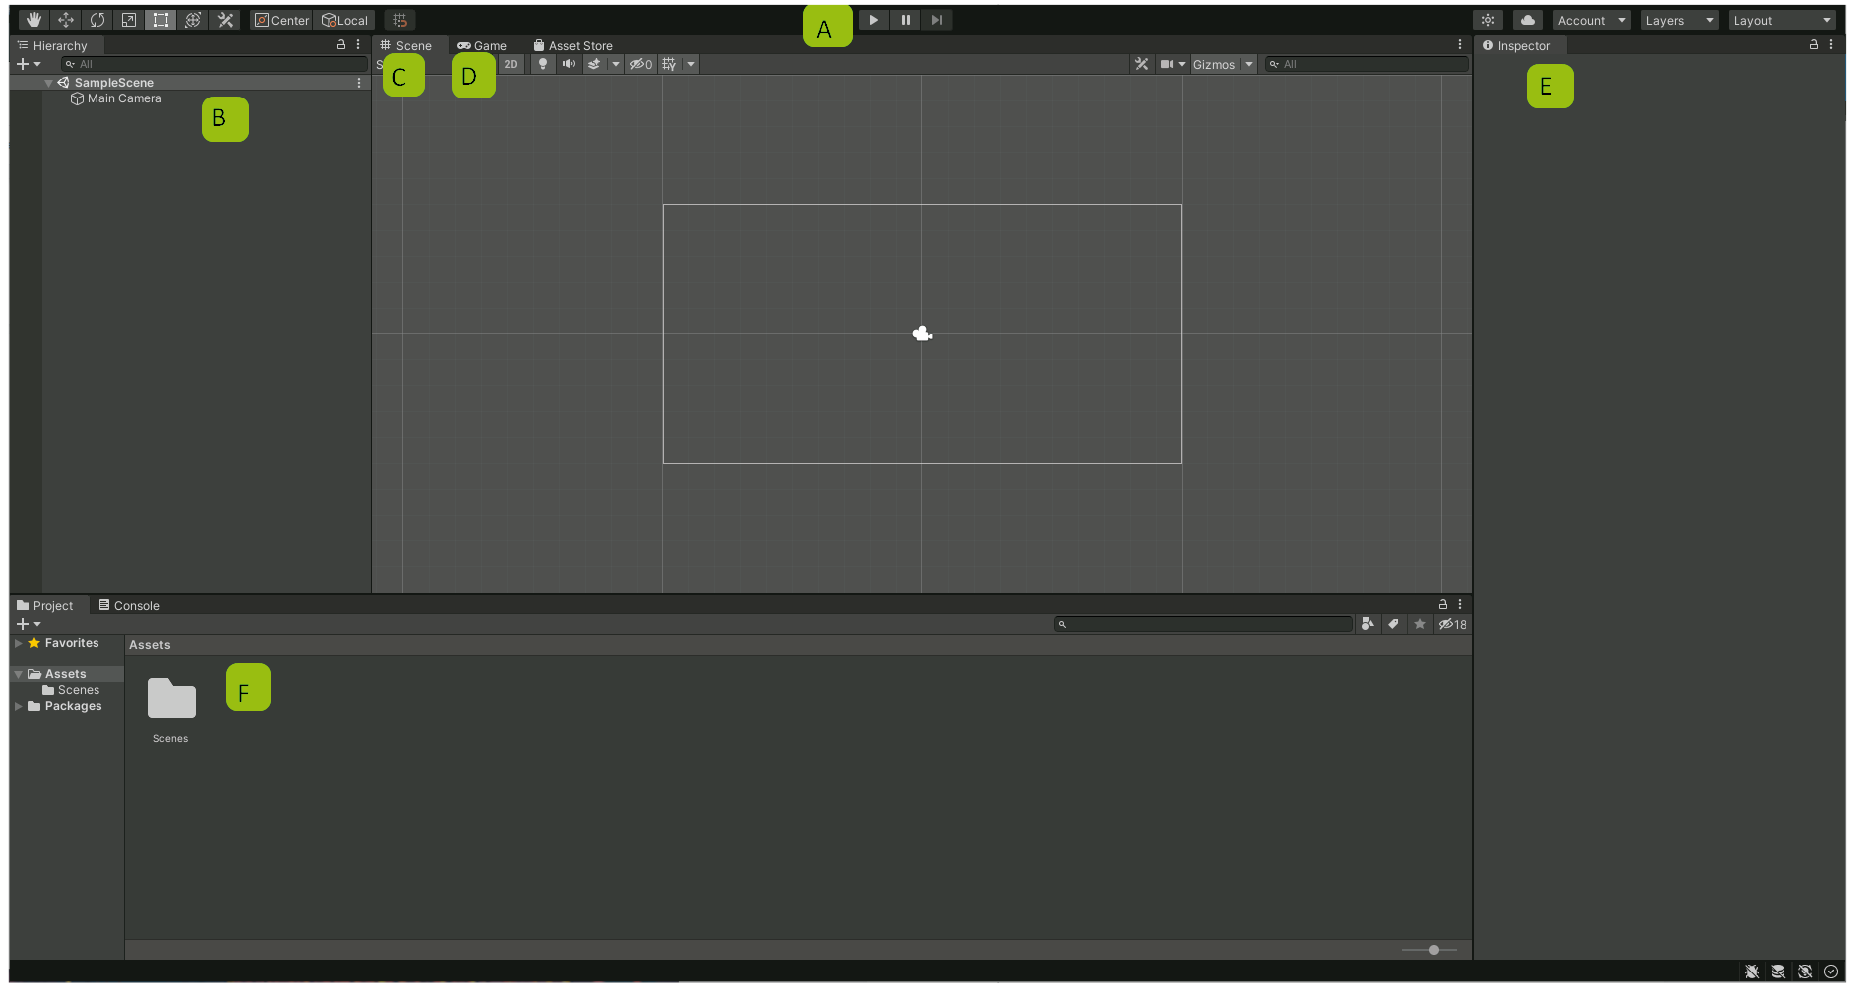 Center
Local
A
Account
Layers
Layout
Hierarchy
Scene
Game
Asset Store
Inspector
All
S
C
D
2D
0
Gizmos
All
E
SampleScene
Main Camera
B
Project
Console
18
Favorites
Assets
Assets
Scenes
Packages
F
Scenes